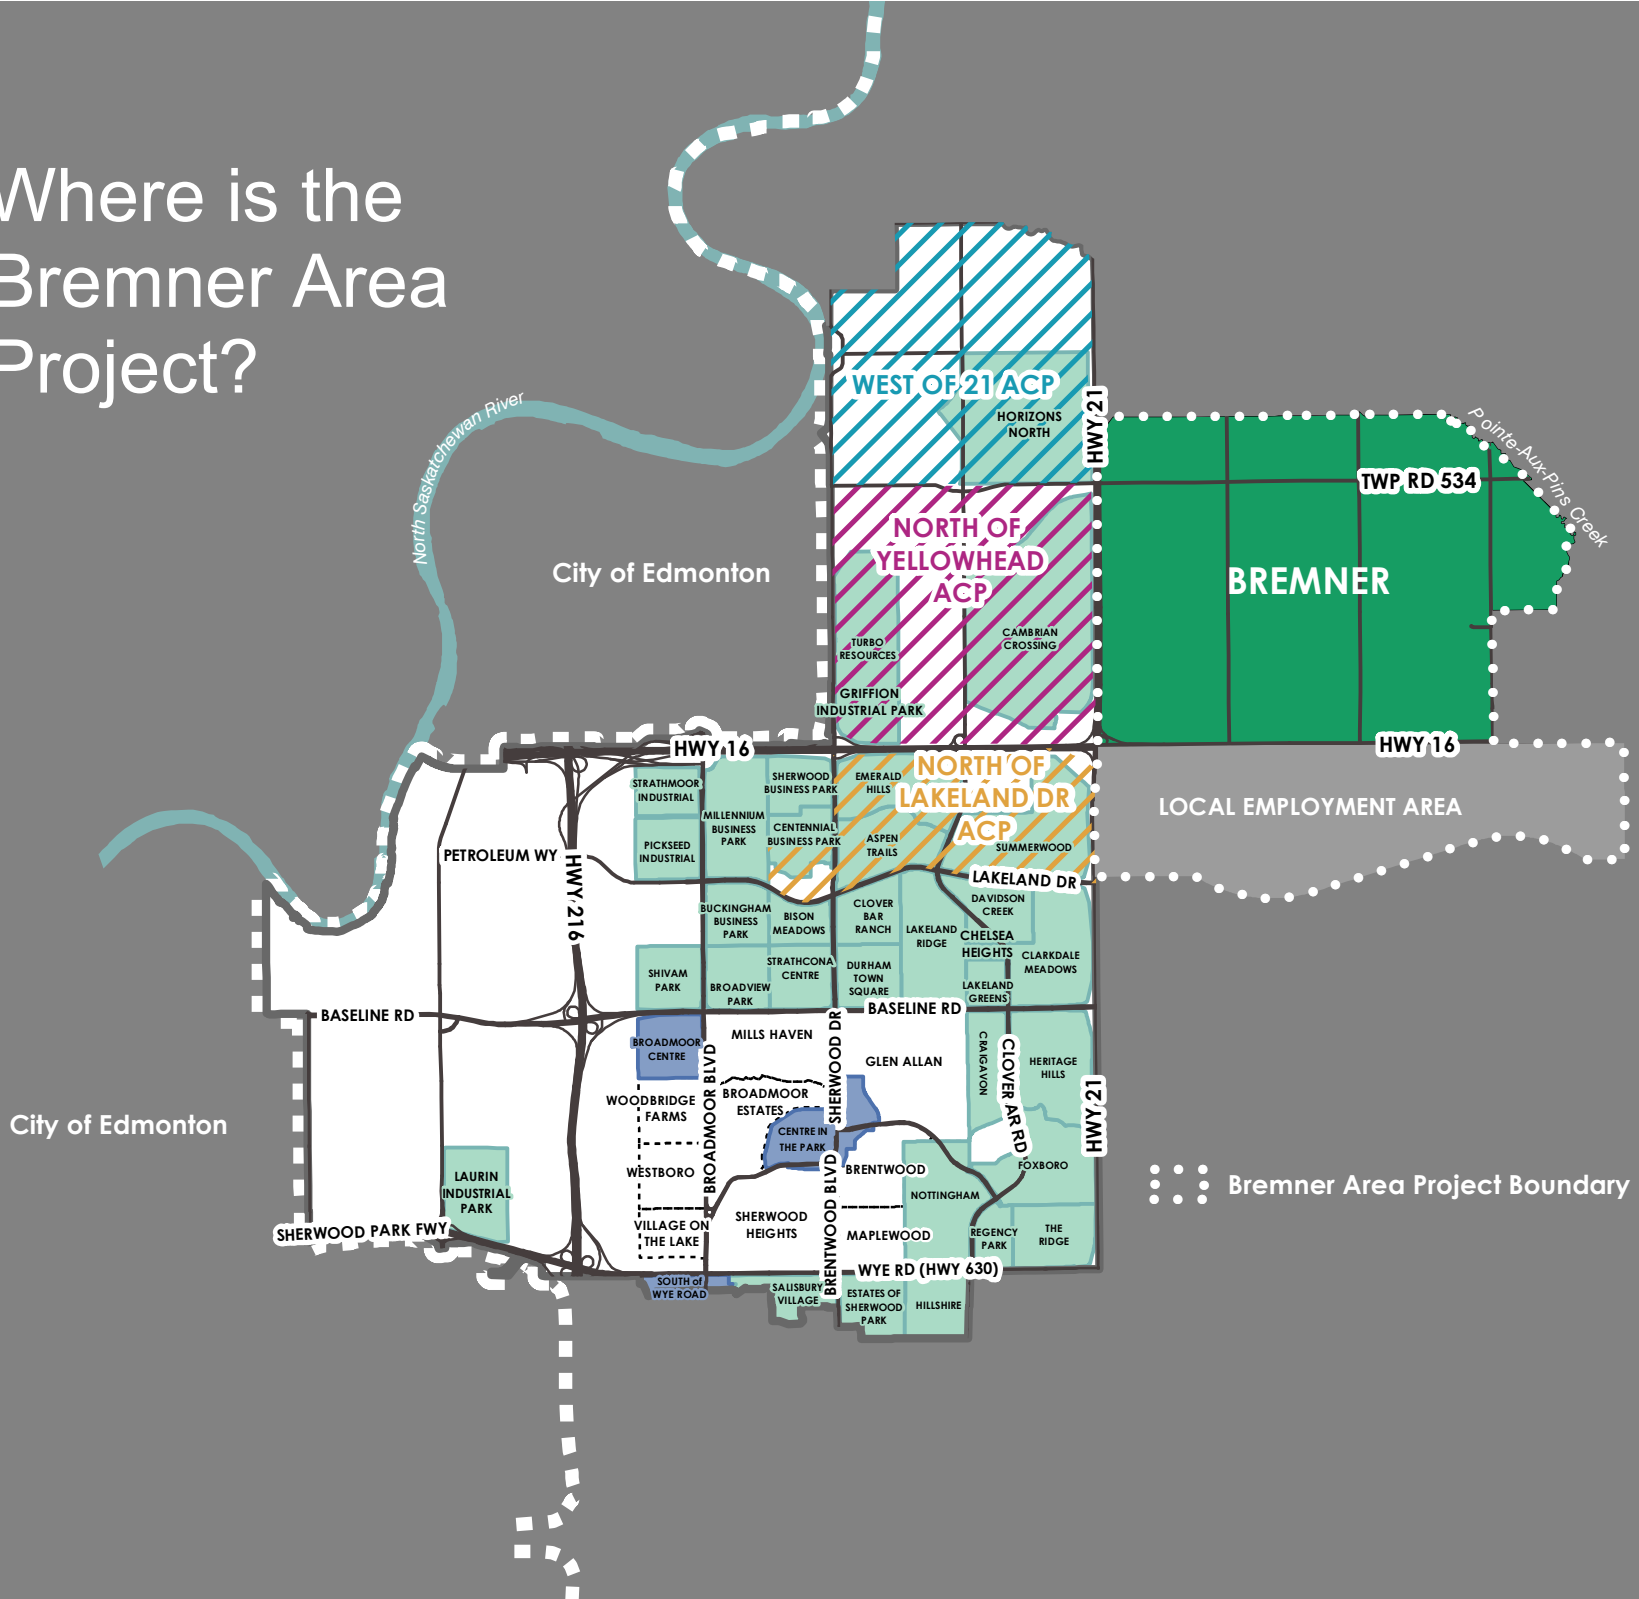 Where is the
Bremner Area
Project?
North Saskatchewan River
City of Edmonton
WEST OF 21 ACP
HORIZONS
NORTH
HWY 21
Pointe-Aux-Pins Creek
TWP RD 534
BREMNER
NORTH OF
YELLOWHEAD
ACP
TURBO
RESOURCES
CAMBRIAN
CROSSING
GRIFFION
INDUSTRIAL PARK
HWY 16
HWY 16
NORTH OF
LAKELAND DR
ACP
LOCAL EMPLOYMENT AREA
STRATHMOOR
INDUSTRIAL
SHERWOOD
BUSINESS PARK
EMERALD
HILLS
MILLENNIUM
BUSINESS
PARK
CENTENNIAL
BUSINESS PARK
ASPEN
TRAILS
SUMMERWOOD
PICKSEED
INDUSTRIAL
PETROLEUM WY
HWY 216
LAKELAND DR
BUCKINGHAM
BUSINESS
PARK
BISON
MEADOWS
CLOVER
BAR
RANCH
LAKELAND
RIDGE
DAVIDSON
CREEK
CHELSEA
HEIGHTS
CLARKDALE
MEADOWS
SHIVAM
PARK
BROADVIEW
PARK
STRATHCONA
CENTRE
DURHAM
TOWN
SQUARE
LAKELAND
GREENS
BASELINE RD
BASELINE RD
BROADMOOR
CENTRE
MILLS HAVEN
SHERWOOD DR
GLEN ALLAN
CRAIGAVON
CLOVER AR RD
HERITAGE
HILLS
HWY 21
WOODBRIDGE
FARMS
BROADMOOR BLVD
BROADMOOR
ESTATES
CENTRE IN
THE PARK
City of Edmonton
WESTBORO
BRENTWOOD BLVD
BRENTWOOD
FOXBORO
LAURIN
INDUSTRIAL
PARK
NOTTINGHAM
Bremner Area Project Boundary
SHERWOOD PARK FWY
VILLAGE ON
THE LAKE
SHERWOOD
HEIGHTS
MAPLEWOOD
REGENCY
PARK
THE
RIDGE
WYE RD (HWY 630)
SOUTH of
WYE ROAD
SALISBURY
VILLAGE
ESTATES OF
SHERWOOD
PARK
HILLSHIRE